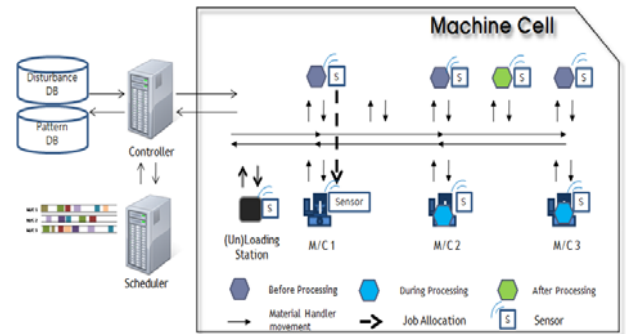 Machine Cell
Disturbance
DB
Pattern
DB
Controller
Scheduler
S
S
S
S
Sensor
S
S
S
(Un)Loading
Station
M/C 1
M/C 2
M/C 3
Before Processing
During Processing
After Processing
Material Handler
movement
Job Allocation
S
Sensor